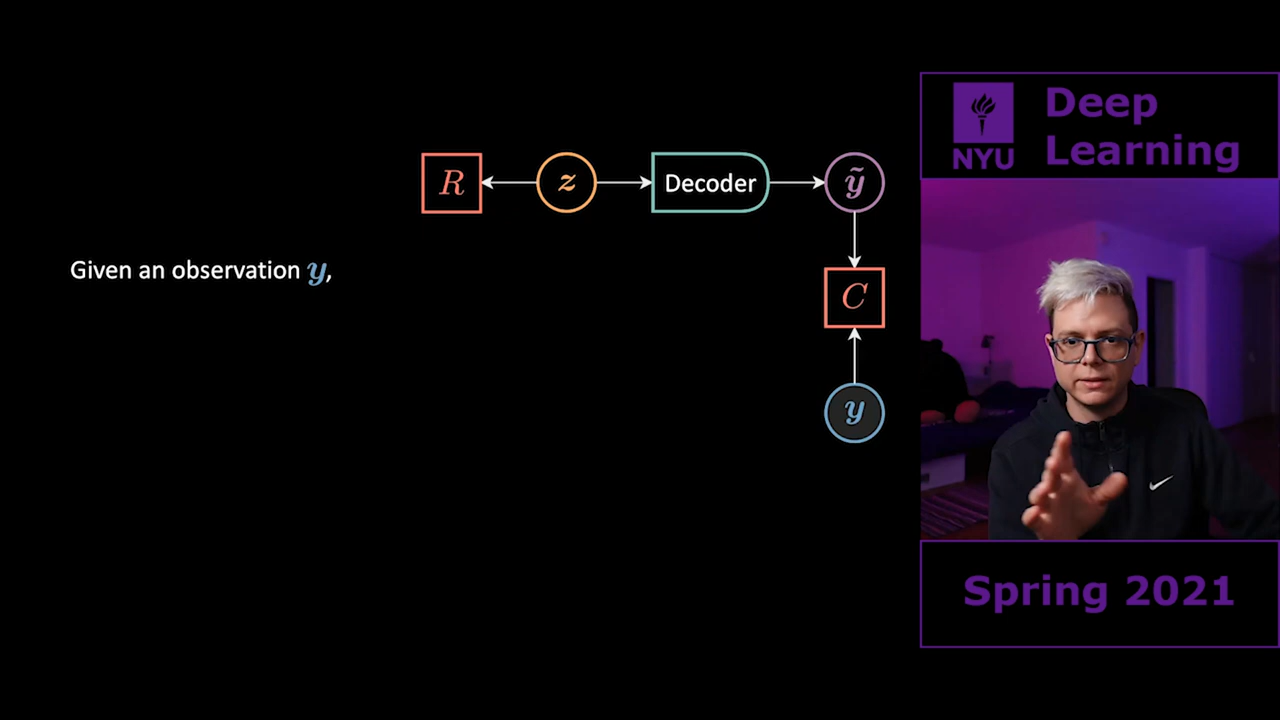 R z Decoder ỹ
Given an observation y,
C
y
NYU
Deep
Learning
Spring 2021